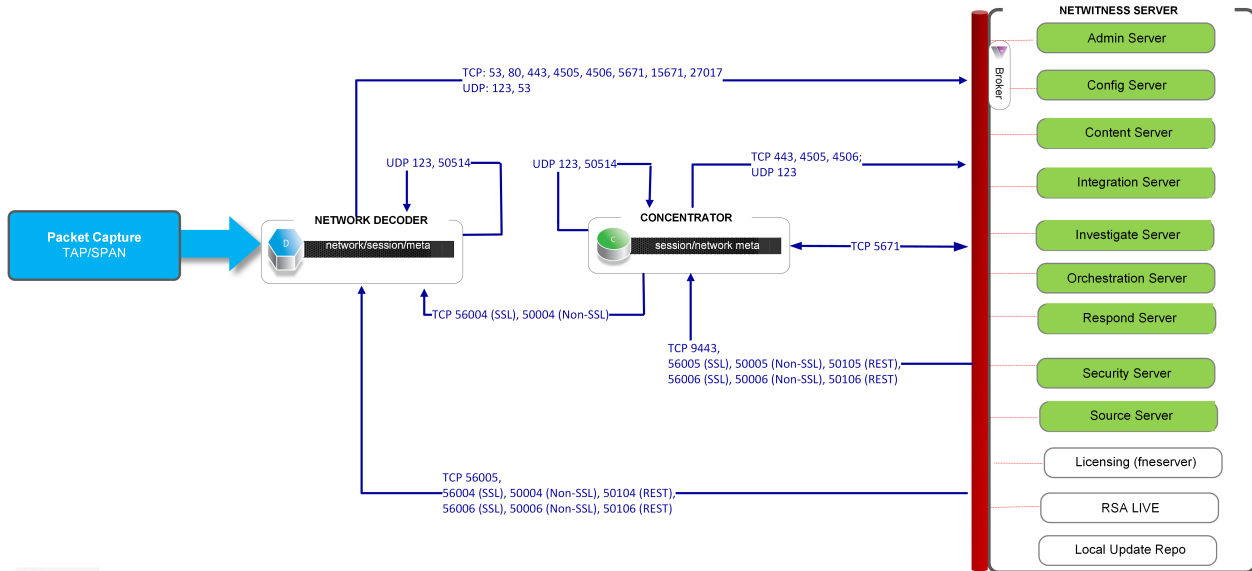 NETWITNESS SERVER
Admin Server
Broker
Config Server
Content Server
Integration Server
Investigate Server
Orchestration Server
Respond Server
Security Server
Source Server
Licensing (fneserver)
RSA LIVE
Local Update Repo
TCP: 53, 80, 443, 4505, 4506, 5671, 15671, 27017
UDP: 123, 53
UDP 123, 50514
UDP 123, 50514
TCP 443, 4505, 4506;
UDP 123
Packet Capture
TAP/SPAN
NETWORK DECODER
D
network/session/meta
CONCENTRATOR
C
session/network meta
TCP 5671
TCP 56004 (SSL), 50004 (Non-SSL)
TCP 9443,
56005 (SSL), 50005 (Non-SSL), 50105 (REST),
56006 (SSL), 50006 (Non-SSL), 50106 (REST)
TCP 56005,
56004 (SSL), 50004 (Non-SSL), 50104 (REST),
56006 (SSL), 50006 (Non-SSL), 50106 (REST)